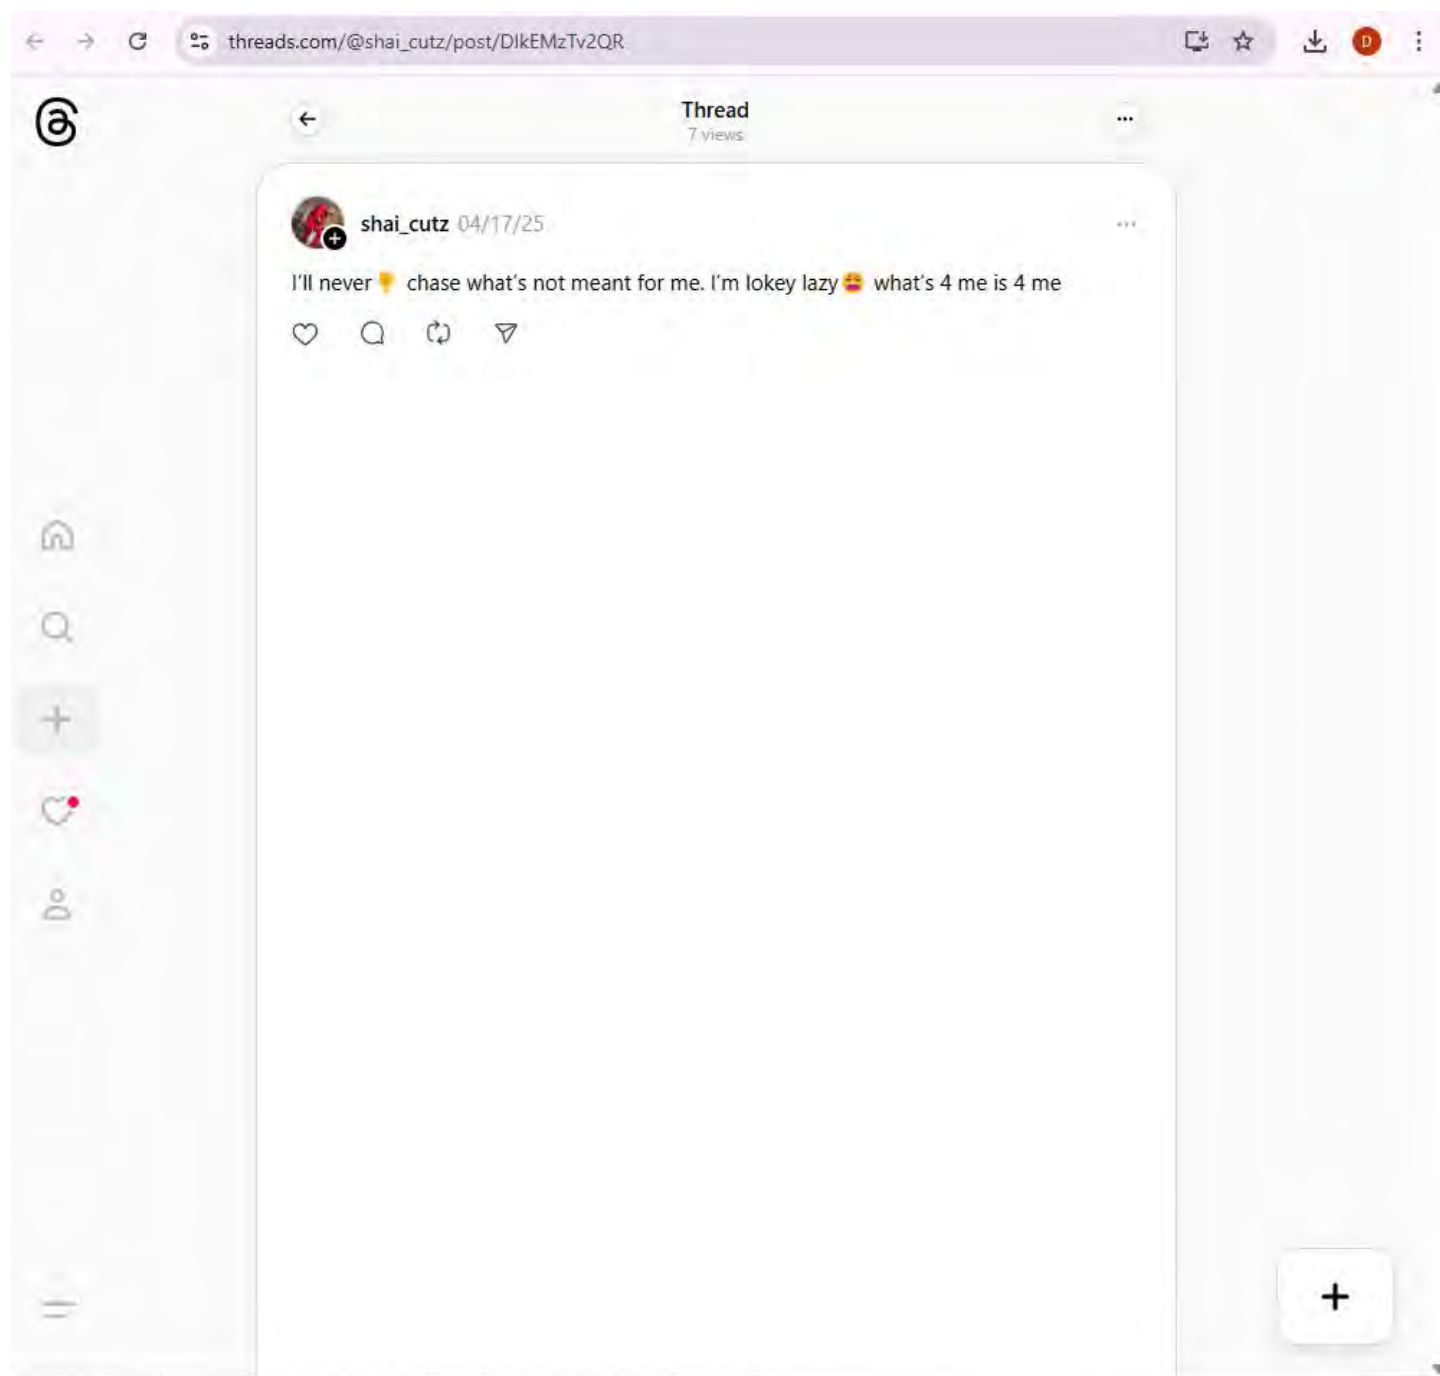 threads.com/@shai_cutz/post/DIkEMzTv2QR
D
Thread
7 views
shai_cutz 04/17/25
I'll never👎 chase what's not meant for me. I'm lokey lazy😩 what's 4 me is 4 me